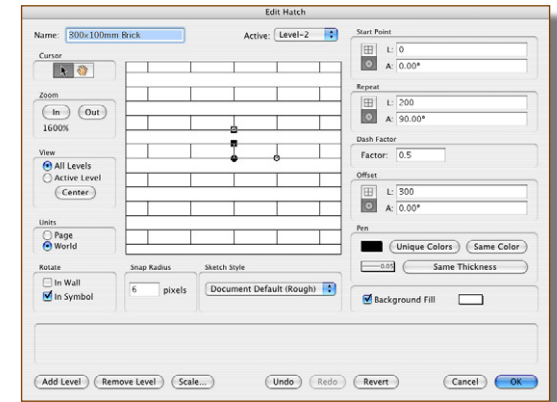 Edit Hatch
Name: 300x100mm Brick
Active: Level-2
Cursor
Zoom
In Out
1600%
View
All Levels
Active Level
Center
Units
Page
World
Rotate
In Wall
In Symbol
Snap Radius
6 pixels
Sketch Style
Document Default (Rough)
Start Point
L: 0
A: 0.00°
Repeat
L: 200
A: 90.00°
Dash Factor
Factor: 0.5
Offset
L: 300
A: 0.00°
Pen
Unique Colors Same Color
0.05 Same Thickness
Background Fill
Add Level Remove Level Scale... Undo Redo Revert Cancel OK